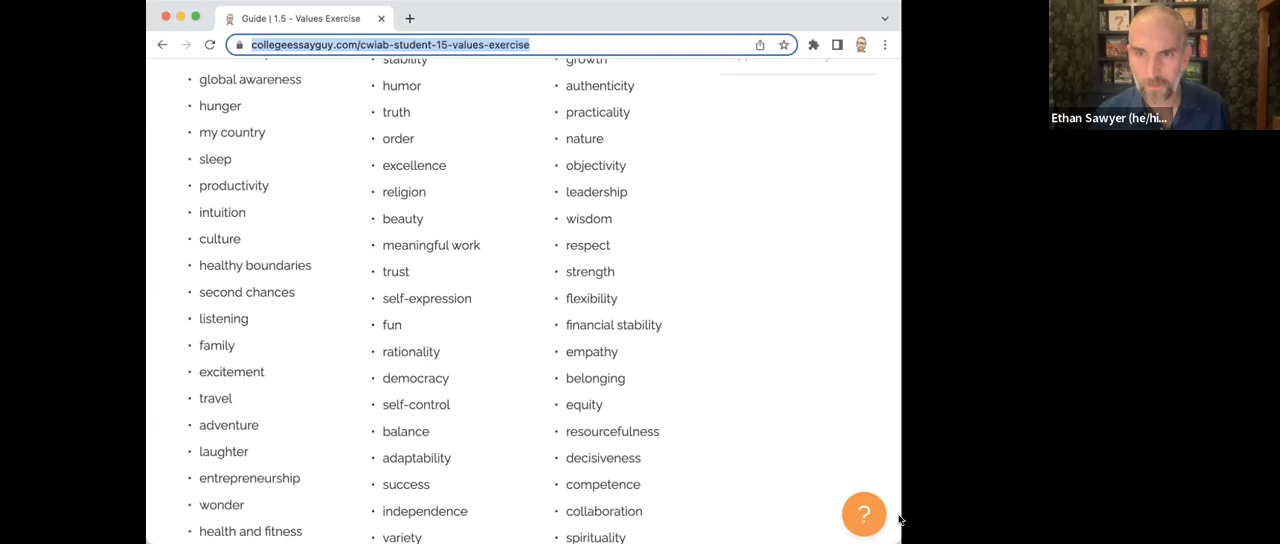 Guide | 1.5 - Values Exercise
collegeessayguy.com/cwiab-student-15-values-exercise
global awareness
hunger
my country
sleep
productivity
intuition
culture
healthy boundaries
second chances
listening
family
excitement
travel
adventure
laughter
entrepreneurship
wonder
health and fitness
stability
humor
truth
order
excellence
religion
beauty
meaningful work
trust
self-expression
fun
rationality
democracy
self-control
balance
adaptability
success
independence
variety
growth
authenticity
practicality
nature
objectivity
leadership
wisdom
respect
strength
flexibility
financial stability
empathy
belonging
equity
resourcefulness
decisiveness
competence
collaboration
spirituality
?
Ethan Sawyer (he/hi...